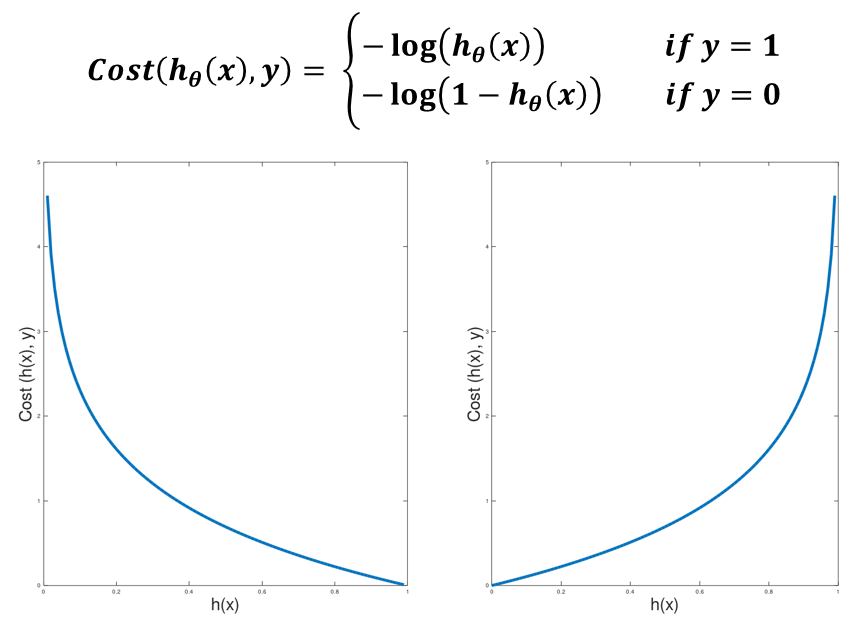 Cost(hθ(x), y) = { −log(hθ(x)) if y = 1
−log(1 − hθ(x)) if y = 0
5
4
3
2
1
0
Cost (h(x), y)
0 0.2 0.4 0.6 0.8 1
h(x)
5
4
3
2
1
0
Cost (h(x), y)
0 0.2 0.4 0.6 0.8 1
h(x)